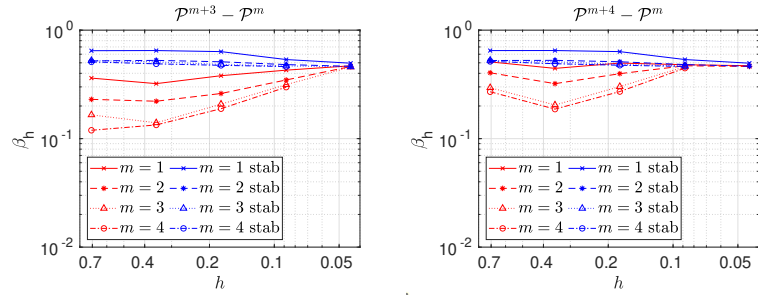 𝒫^{m+3} − 𝒫^m
10^0
10^{-1}
10^{-2}
β_h
m = 1
m = 1 stab
m = 2
m = 2 stab
m = 3
m = 3 stab
m = 4
m = 4 stab
0.7 0.4 0.2 0.1 0.05
h
𝒫^{m+4} − 𝒫^m
10^0
10^{-1}
10^{-2}
β_h
m = 1
m = 1 stab
m = 2
m = 2 stab
m = 3
m = 3 stab
m = 4
m = 4 stab
0.7 0.4 0.2 0.1 0.05
h